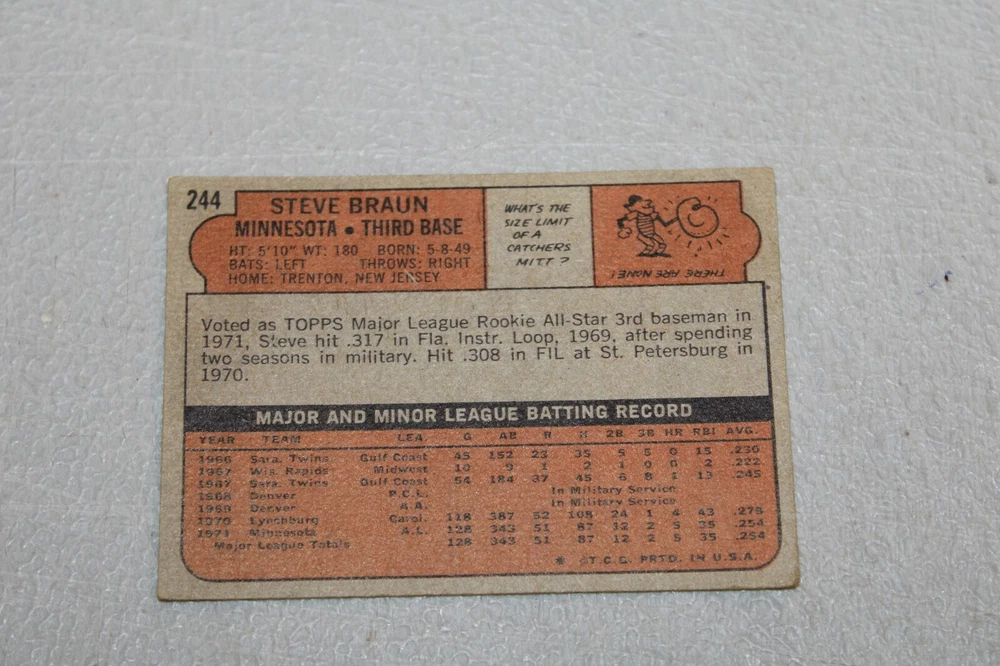 244
STEVE BRAUN
MINNESOTA • THIRD BASE
HT: 5'10" WT: 180 BORN: 5-8-49
BATS: LEFT THROWS: RIGHT
HOME: TRENTON, NEW JERSEY
WHAT'S THE
SIZE LIMIT
OF A
CATCHERS
MITT?
THERE ARE NONE!
Voted as TOPPS Major League Rookie All-Star 3rd baseman in
1971, Steve hit .317 in Fla. Instr. Loop, 1969, after spending
two seasons in military. Hit .308 in FIL at St. Petersburg in
1970.
MAJOR AND MINOR LEAGUE BATTING RECORD
YEAR TEAM LEA. G AB R H 2B 3B HR RBI AVG.
1966 Sara. Twins Gulf Coast 45 152 23 35 5 5 0 15 .230
1967 Wis. Rapids Midwest 10 9 1 2 1 0 0 2 .222
1967 Sara. Twins Gulf Coast 54 184 37 45 6 8 1 13 .245
1968 Denver P.C.L. In Military Service
1969 Denver A.A. In Military Service
1970 Lynchburg Carol. 118 387 52 108 24 1 4 43 .279
1971 Minnesota A.L. 128 343 51 87 12 2 5 35 .254
Major League Totals 128 343 51 87 12 2 5 35 .254
* ©T.C.G. PRTD. IN U.S.A.